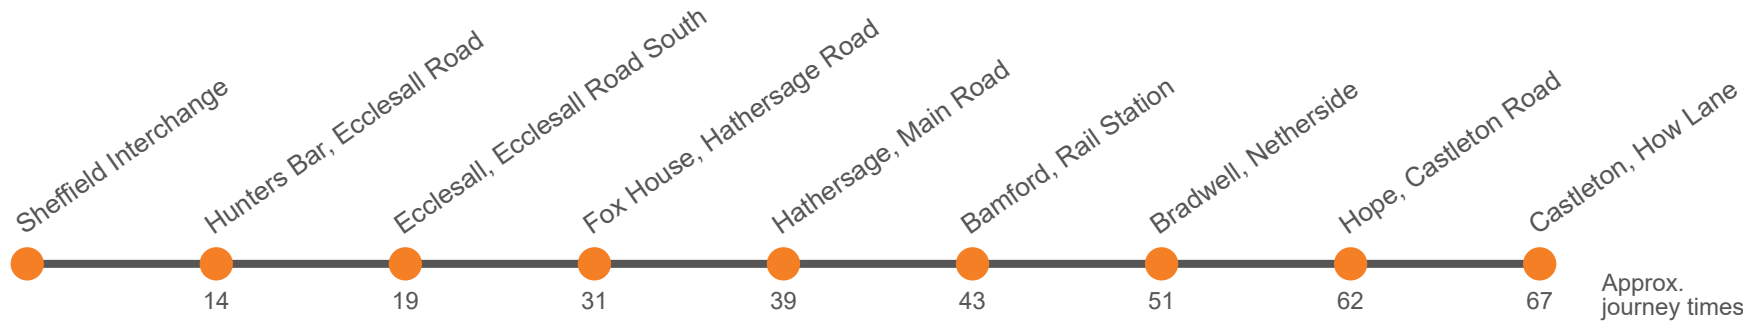 Sheffield Interchange
Hunters Bar, Ecclesall Road
Ecclesall, Ecclesall Road South
Fox House, Hathersage Road
Hathersage, Main Road
Bamford, Rail Station
Bradwell, Netherside
Hope, Castleton Road
Castleton, How Lane
14 19 31 39 43 51 62 67
Approx.
journey times